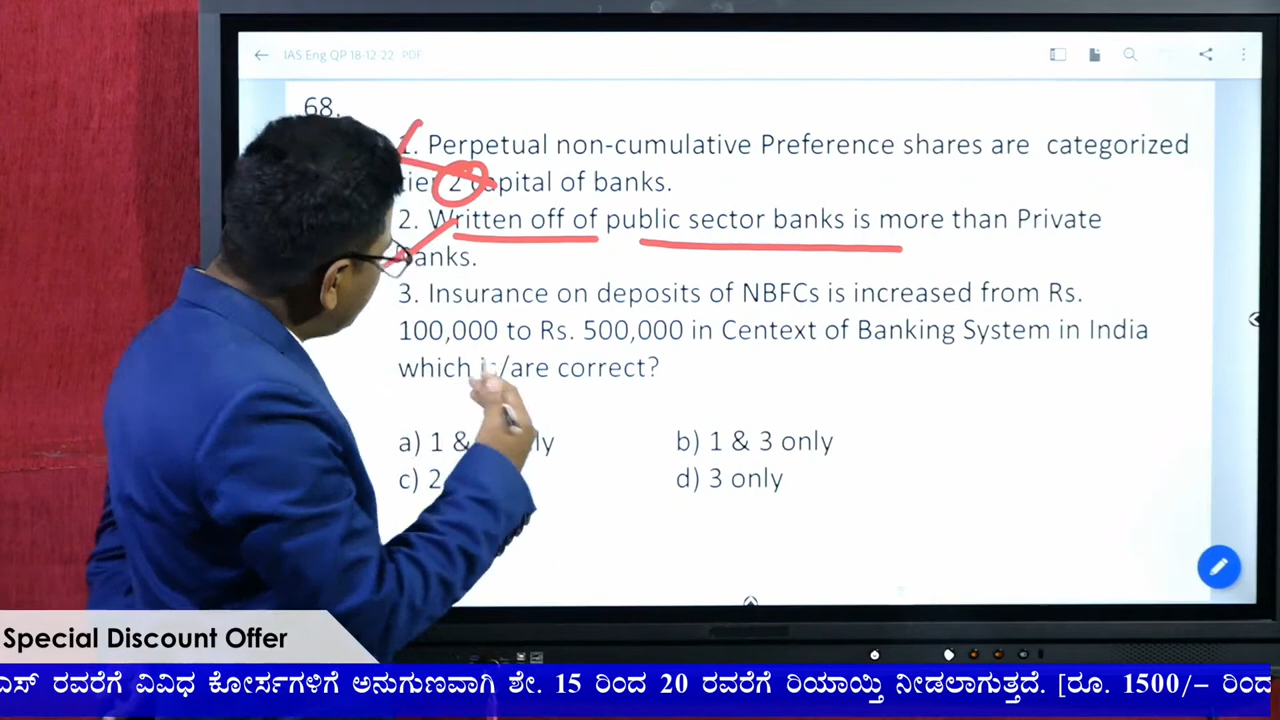 IAS Eng QP 18-12-22 PDF
68.
1. Perpetual non-cumulative Preference shares are categorized
tier 2 capital of banks.
2. Written off of public sector banks is more than Private
banks.
3. Insurance on deposits of NBFCs is increased from Rs.
100,000 to Rs. 500,000 in Centext of Banking System in India
which is/are correct?
a) 1 &
b) 1 & 3 only
c) 2
d) 3 only
Special Discount Offer
ರವರೆಗೆ ವಿವಿಧ ಕೋರ್ಸಗಳಿಗೆ ಅನುಗುಣವಾಗಿ ಶೇ. 15 ರಿಂದ 20 ರವರೆಗೆ ರಿಯಾಯ್ತಿ ನೀಡಲಾಗುತ್ತದೆ. [ರೂ. 1500/– ರಿಂದ